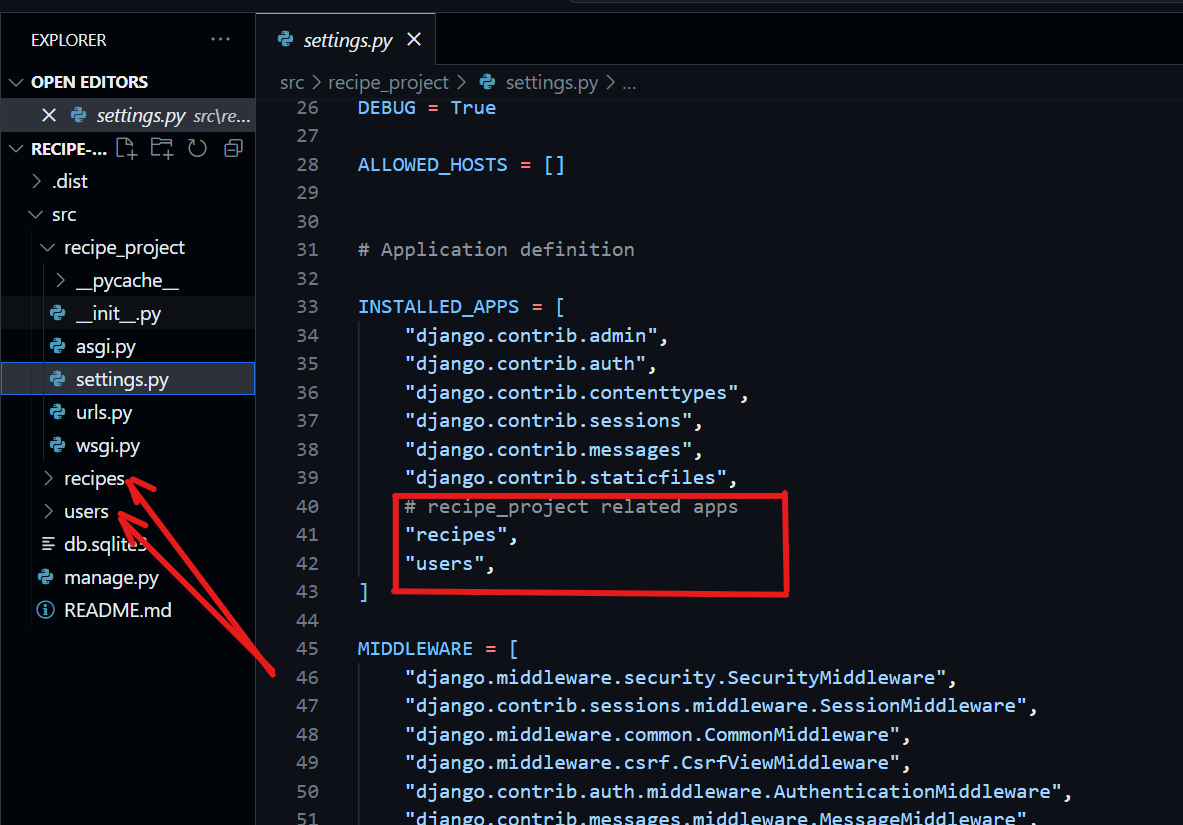 EXPLORER ...
OPEN EDITORS
settings.py src\re...
RECIPE-...
.dist
src
recipe_project
__pycache__
__init__.py
asgi.py
settings.py
urls.py
wsgi.py
recipes
users
db.sqlite3
manage.py
README.md
settings.py
src > recipe_project > settings.py > ...
26 DEBUG = True
27
28 ALLOWED_HOSTS = []
29
30
31 # Application definition
32
33 INSTALLED_APPS = [
34 "django.contrib.admin",
35 "django.contrib.auth",
36 "django.contrib.contenttypes",
37 "django.contrib.sessions",
38 "django.contrib.messages",
39 "django.contrib.staticfiles",
40 # recipe_project related apps
41 "recipes",
42 "users",
43 ]
44
45 MIDDLEWARE = [
46 "django.middleware.security.SecurityMiddleware",
47 "django.contrib.sessions.middleware.SessionMiddleware",
48 "django.middleware.common.CommonMiddleware",
49 "django.middleware.csrf.CsrfViewMiddleware",
50 "django.contrib.auth.middleware.AuthenticationMiddleware",
51 "django.contrib.messages.middleware.MessageMiddleware",